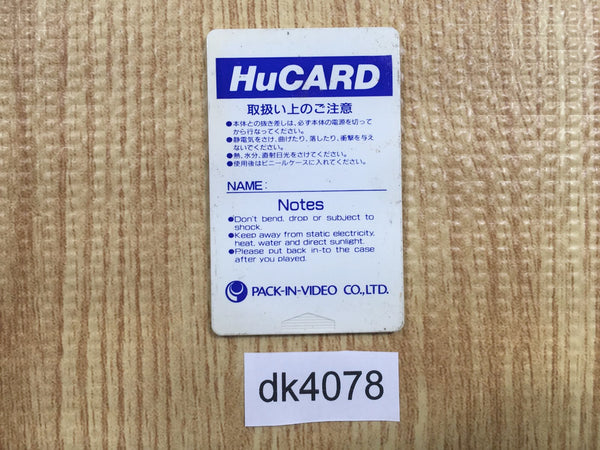 HuCARD
取扱い上のご注意
●本体との抜き差しは、必ず本体の電源を切って
から行なってください。
●静電気をさけ、曲げたり、落したり、衝撃を与え
ないでください。
●熱、水分、直射日光をさけてください。
●使用後はビニールケースに入れてください。
NAME:
Notes
●Don't bend, drop or subject to
shock.
●Keep away from static electricity,
heat, water and direct sunlight.
●Please put back in-to the case
after you played.
PACK-IN-VIDEO CO.,LTD.
dk4078